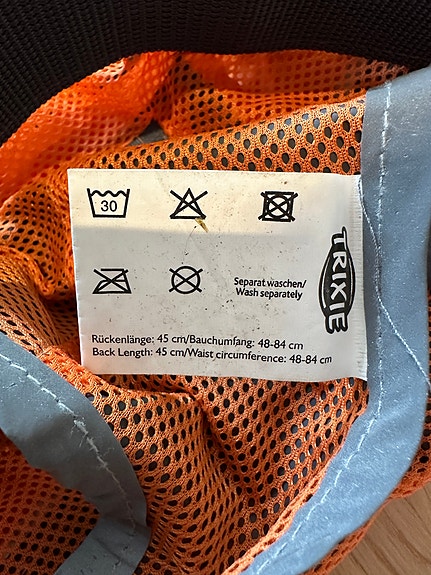 30
Separat waschen/
Wash separately
TRIXIE
Rückenlänge: 45 cm/Bauchumfang: 48-84 cm
Back Length: 45 cm/Waist circumference: 48-84 cm